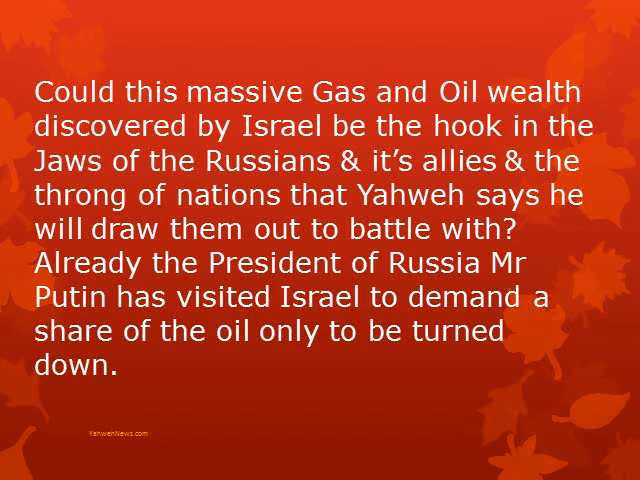 Could this massive Gas and Oil wealth
discovered by Israel be the hook in the
Jaws of the Russians & it’s allies & the
throng of nations that Yahweh says he
will draw them out to battle with?
Already the President of Russia Mr
Putin has visited Israel to demand a
share of the oil only to be turned
down.
YahwehNews.com